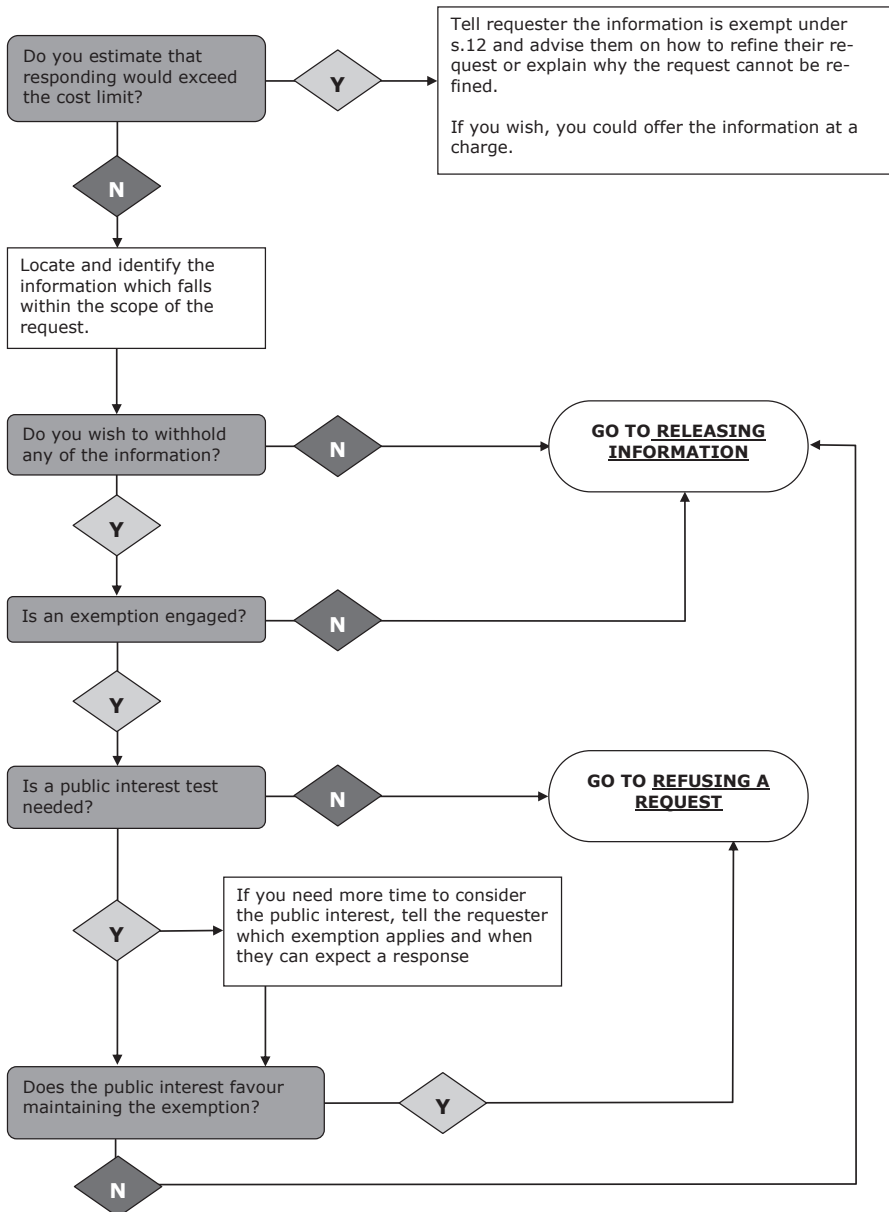 Do you estimate that
responding would exceed
the cost limit?
Y
Tell requester the information is exempt under
s.12 and advise them on how to refine their re-
quest or explain why the request cannot be re-
fined.
If you wish, you could offer the information at a
charge.
N
Locate and identify the
information which falls
within the scope of the
request.
Do you wish to withhold
any of the information?
N
GO TO RELEASING
INFORMATION
Y
Is an exemption engaged?
N
Y
Is a public interest test
needed?
N
GO TO REFUSING A
REQUEST
Y
If you need more time to consider
the public interest, tell the requester
which exemption applies and when
they can expect a response
Does the public interest favour
maintaining the exemption?
Y
N